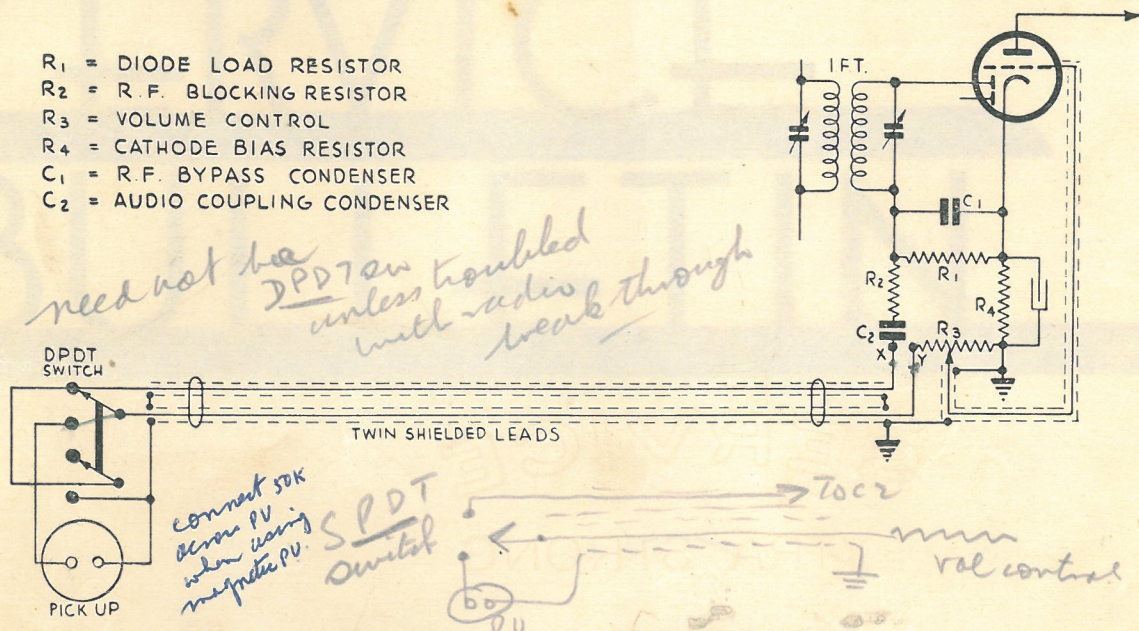 R1 = DIODE LOAD RESISTOR
R2 = R.F. BLOCKING RESISTOR
R3 = VOLUME CONTROL
R4 = CATHODE BIAS RESISTOR
C1 = R.F. BYPASS CONDENSER
C2 = AUDIO COUPLING CONDENSER
I.F.T.
C1
R1
R2
R4
C2
R3
X
Y
need not be
DPDT sw
unless troubled
with radio
break through
DPDT
SWITCH
TWIN SHIELDED LEADS
connect 50K
across PU
when using
magnetic PU.
PICK UP
SPDT
switch
To C2
vol control
PU